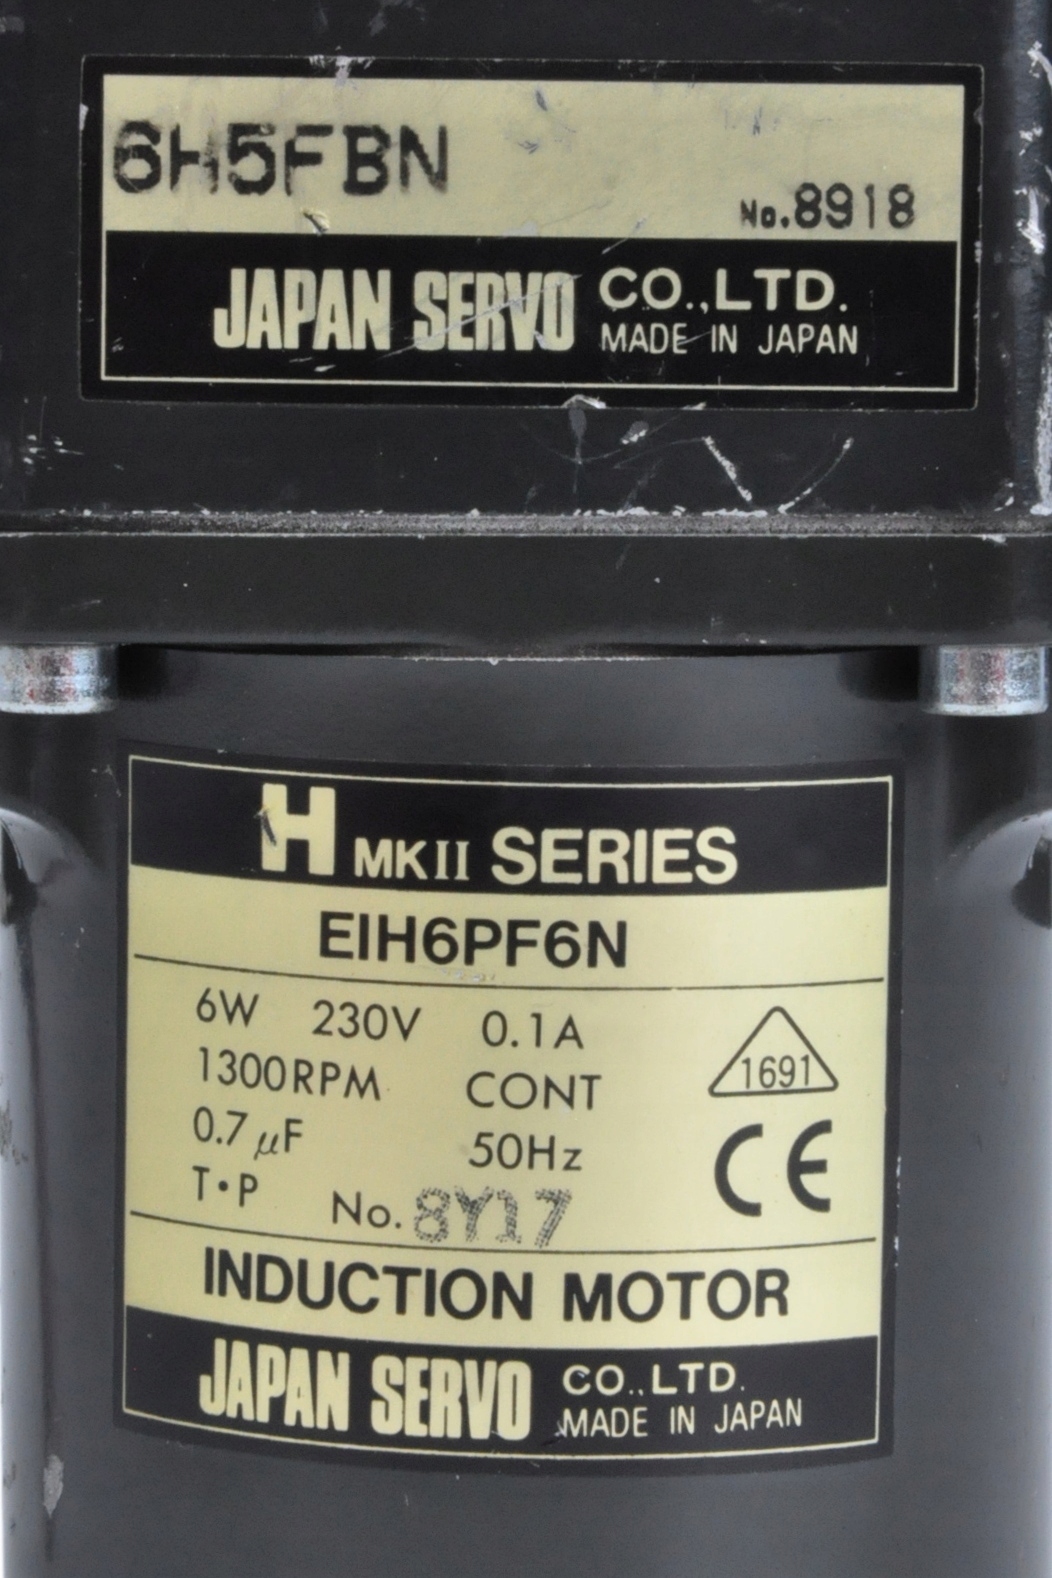 6H5FBN
No.8918
JAPAN SERVO CO.,LTD.
MADE IN JAPAN
H MKII SERIES
EIH6PF6N
6W 230V 0.1A
1300RPM CONT
1691
0.7μF 50Hz
CE
T·P No. 8Y17
INDUCTION MOTOR
JAPAN SERVO CO.,LTD.
MADE IN JAPAN